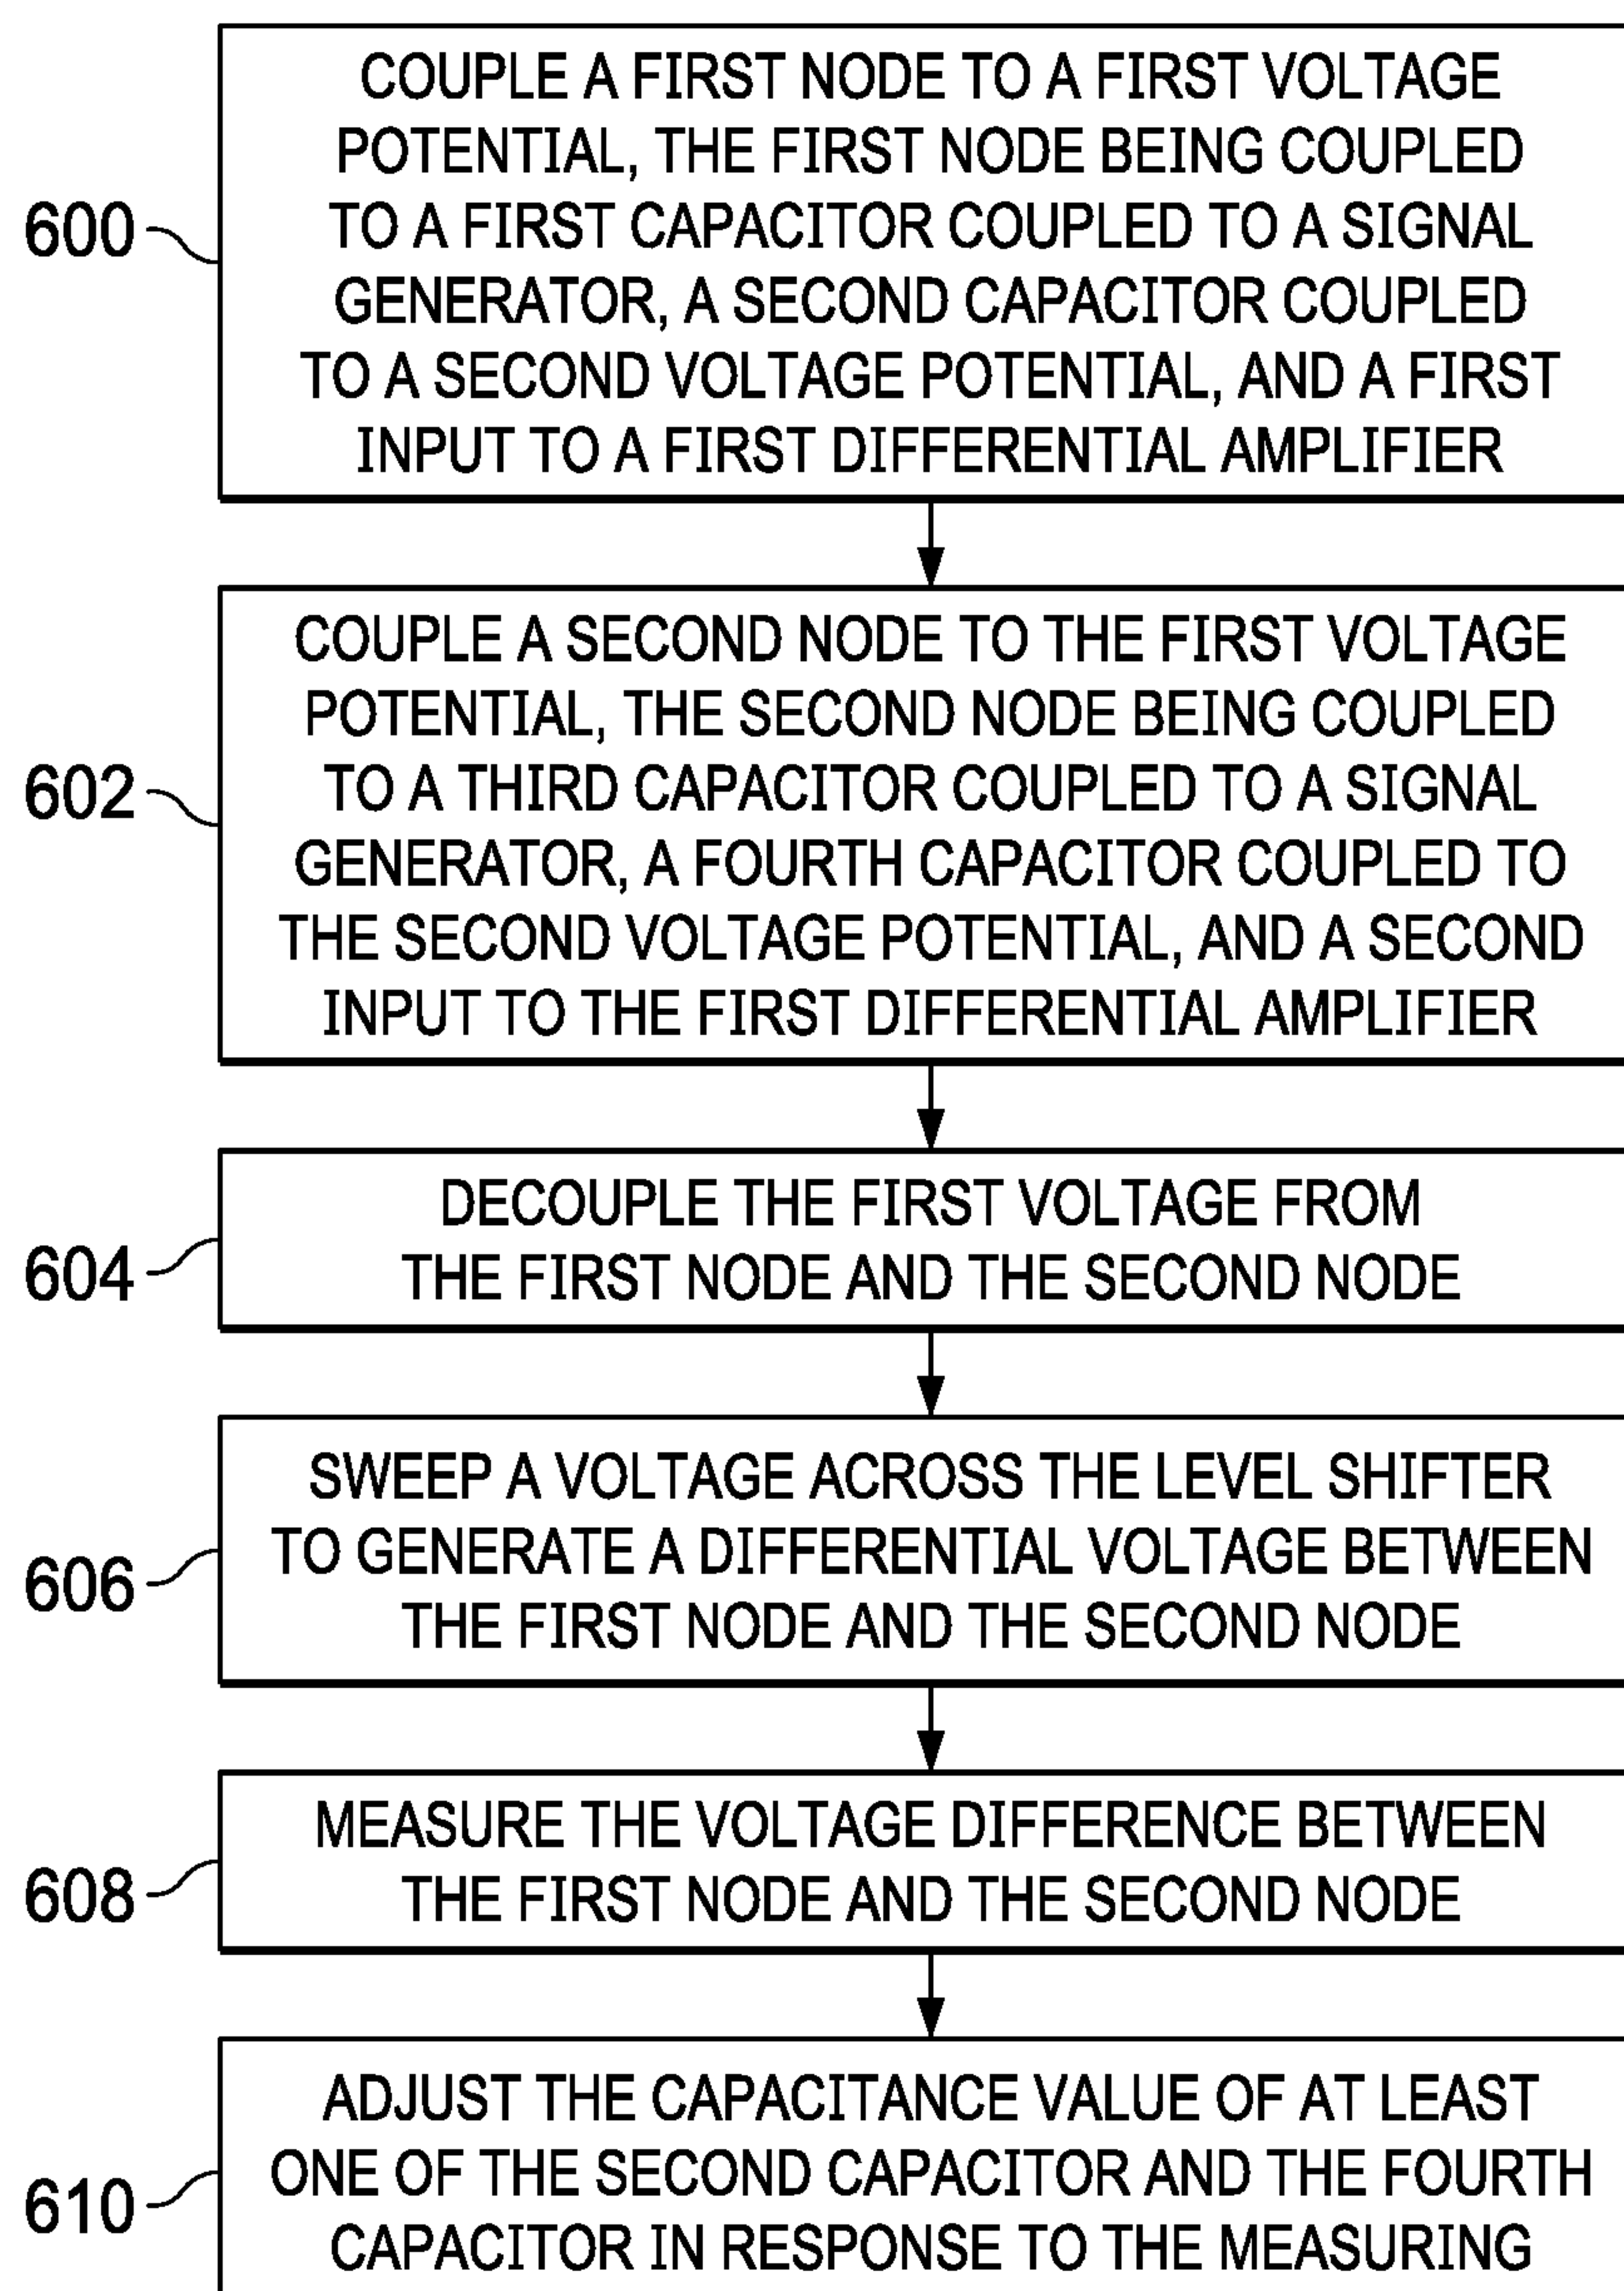 COUPLE A FIRST NODE TO A FIRST VOLTAGE
POTENTIAL, THE FIRST NODE BEING COUPLED
TO A FIRST CAPACITOR COUPLED TO A SIGNAL
GENERATOR, A SECOND CAPACITOR COUPLED
TO A SECOND VOLTAGE POTENTIAL, AND A FIRST
INPUT TO A FIRST DIFFERENTIAL AMPLIFIER
600
COUPLE A SECOND NODE TO THE FIRST VOLTAGE
POTENTIAL, THE SECOND NODE BEING COUPLED
TO A THIRD CAPACITOR COUPLED TO A SIGNAL
GENERATOR, A FOURTH CAPACITOR COUPLED TO
THE SECOND VOLTAGE POTENTIAL, AND A SECOND
INPUT TO THE FIRST DIFFERENTIAL AMPLIFIER
602
DECOUPLE THE FIRST VOLTAGE FROM
THE FIRST NODE AND THE SECOND NODE
604
SWEEP A VOLTAGE ACROSS THE LEVEL SHIFTER
TO GENERATE A DIFFERENTIAL VOLTAGE BETWEEN
THE FIRST NODE AND THE SECOND NODE
606
MEASURE THE VOLTAGE DIFFERENCE BETWEEN
THE FIRST NODE AND THE SECOND NODE
608
ADJUST THE CAPACITANCE VALUE OF AT LEAST
ONE OF THE SECOND CAPACITOR AND THE FOURTH
CAPACITOR IN RESPONSE TO THE MEASURING
610